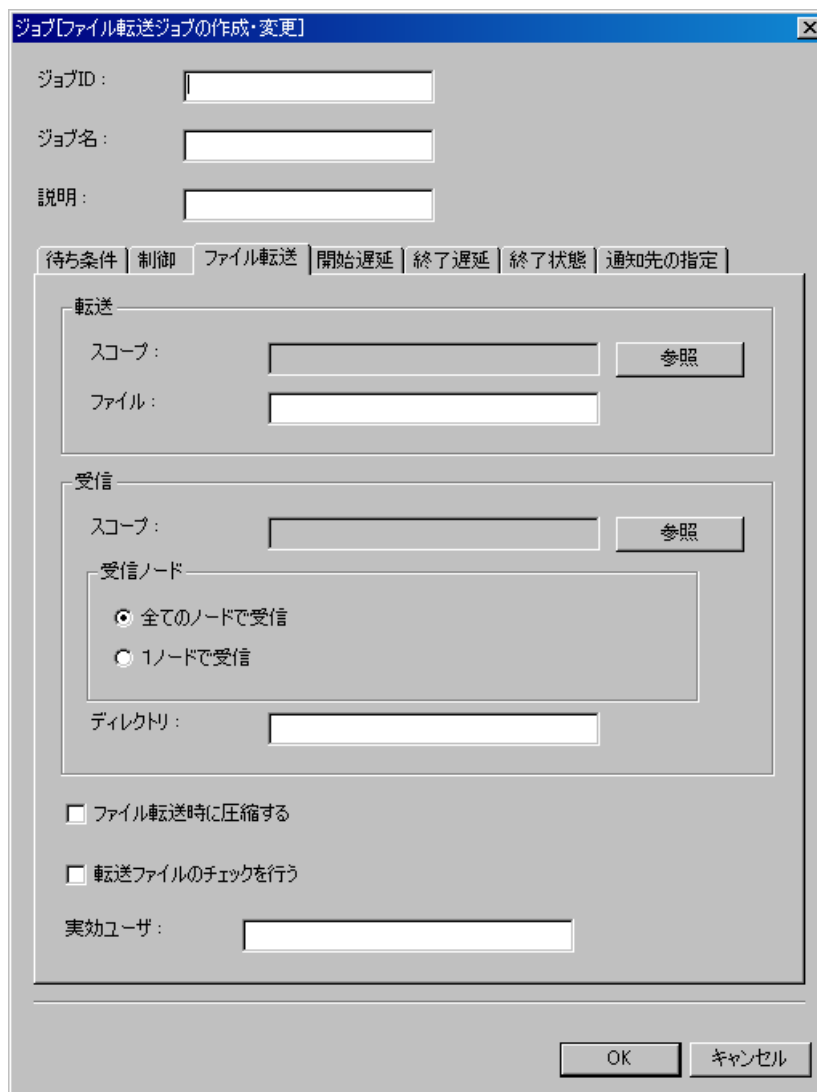 ジョブ[ファイル転送ジョブの作成・変更]
ジョブID :
ジョブ名 :
説明 :
待ち条件 制御 ファイル転送 開始遅延 終了遅延 終了状態 通知先の指定
転送
スコープ : 参照
ファイル :
受信
スコープ : 参照
受信ノード
全てのノードで受信
1ノードで受信
ディレクトリ :
ファイル転送時に圧縮する
転送ファイルのチェックを行う
実効ユーザ :
OK キャンセル